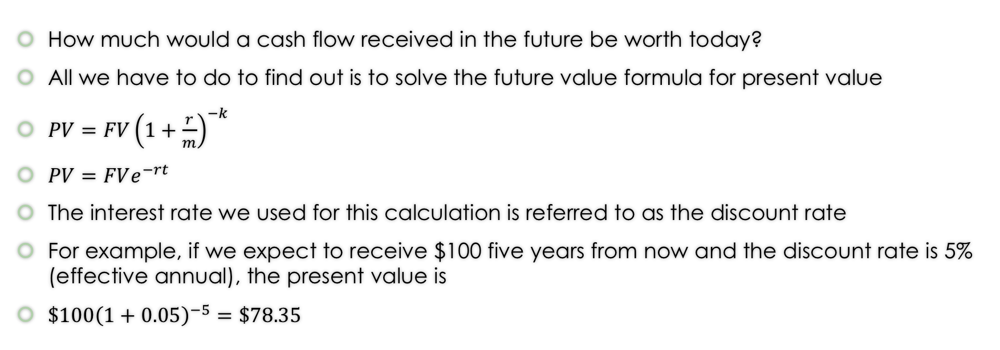 How much would a cash flow received in the future be worth today?
All we have to do to find out is to solve the future value formula for present value
PV = FV(1 + r/m)^−k
PV = FVe^−rt
The interest rate we used for this calculation is referred to as the discount rate
For example, if we expect to receive $100 five years from now and the discount rate is 5%
(effective annual), the present value is
$100(1 + 0.05)^−5 = $78.35